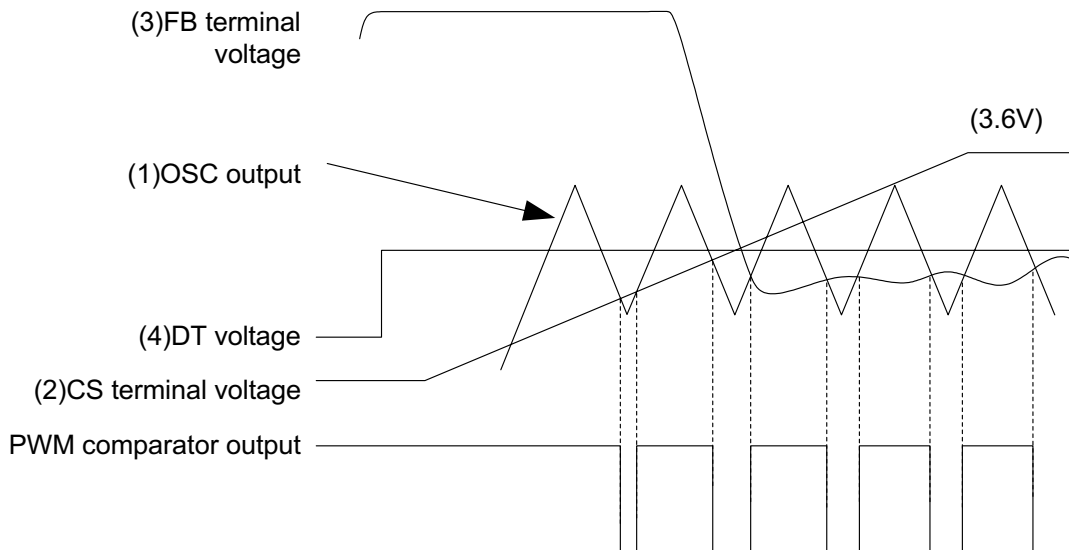 (3)FB terminal
voltage
(3.6V)
(1)OSC output
(4)DT voltage
(2)CS terminal voltage
PWM comparator output